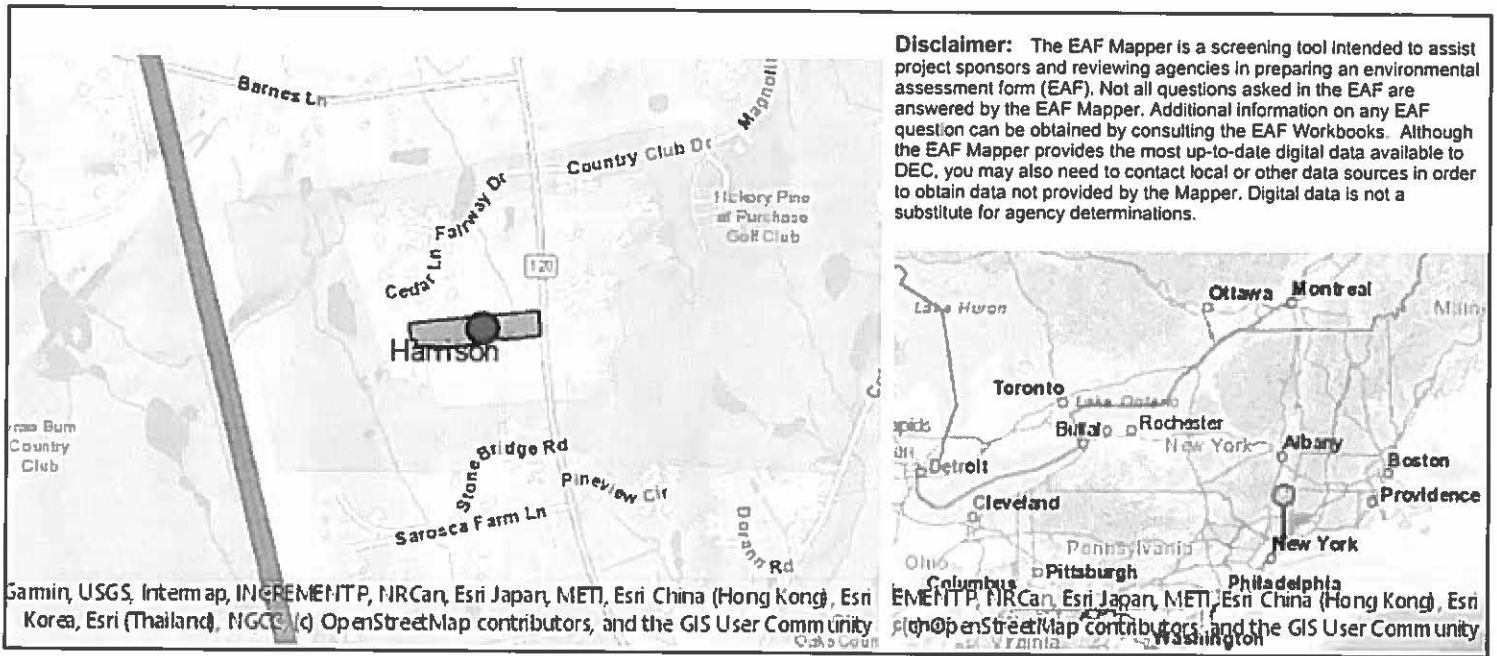 Disclaimer: The EAF Mapper is a screening tool intended to assist
project sponsors and reviewing agencies in preparing an environmental
assessment form (EAF). Not all questions asked in the EAF are
answered by the EAF Mapper. Additional information on any EAF
question can be obtained by consulting the EAF Workbooks. Although
the EAF Mapper provides the most up-to-date digital data available to
DEC, you may also need to contact local or other data sources in order
to obtain data not provided by the Mapper. Digital data is not a
substitute for agency determinations.
Barnes Ln
Country Club Dr
Fairway Dr
Cedar Ln
Hickory Pine
of Purchase
Golf Club
120
Harrison
Country
Club
Stone Bridge Rd
Pineview Cir
Sarosca Farm Ln
Dorann Rd
Garmin, USGS, Intermap, INCREMENT P, NRCan, Esri Japan, METI, Esri China (Hong Kong), Esri
Korea, Esri (Thailand), NGCC, (c) OpenStreetMap contributors, and the GIS User Community
Ottawa
Montreal
Lake Huron
Toronto
Lake Ontario
Buffalo
Rochester
New York
Albany
Detroit
Boston
Providence
Cleveland
Pennsylvania
New York
Ohio
Columbus
Pittsburgh
Philadelphia
EMENT P, NRCan, Esri Japan, METI, Esri China (Hong Kong), Esri
(c) OpenStreetMap contributors, and the GIS User Community
Virginia
Washington